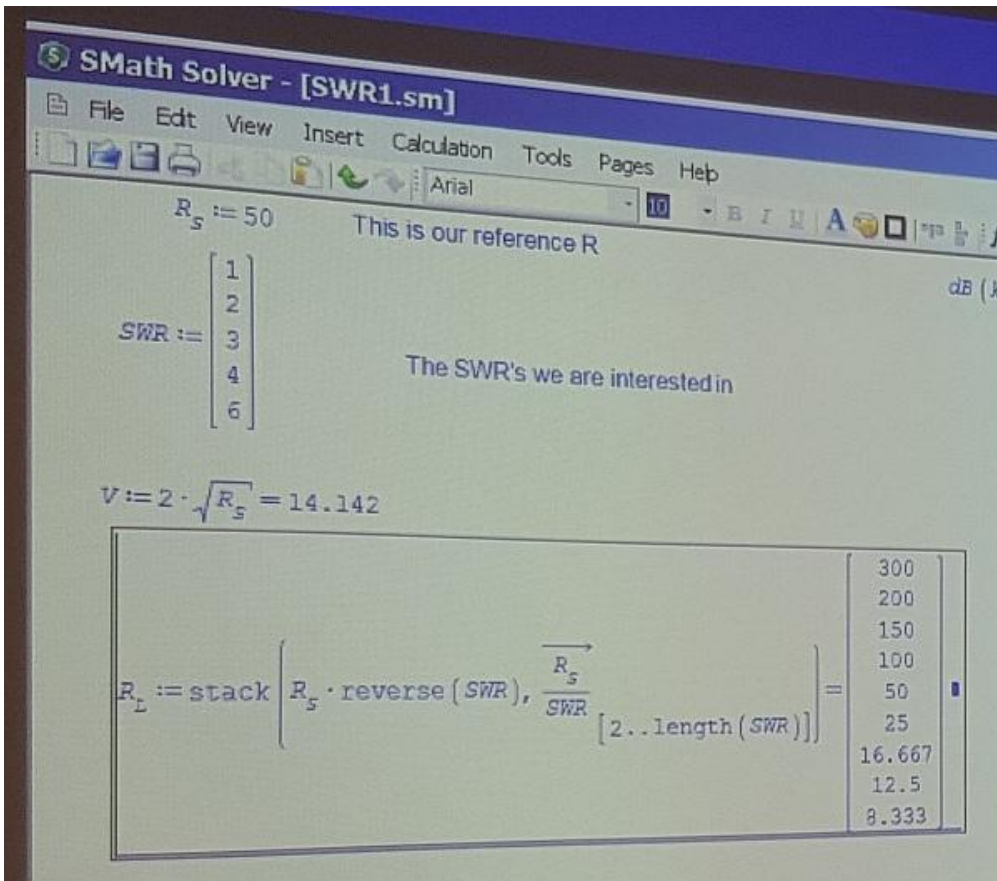 SMath Solver - [SWR1.sm]
File Edit View Insert Calculation Tools Pages Help
Arial 10 B I U A
R_S := 50 This is our reference R
dB (
SWR := [1 2 3 4 6]
The SWR's we are interested in
V := 2 · √R_S = 14.142
R_L := stack(R_S · reverse(SWR), R_S/SWR [2..length(SWR)]) = [300 200 150 100 50 25 16.667 12.5 8.333]